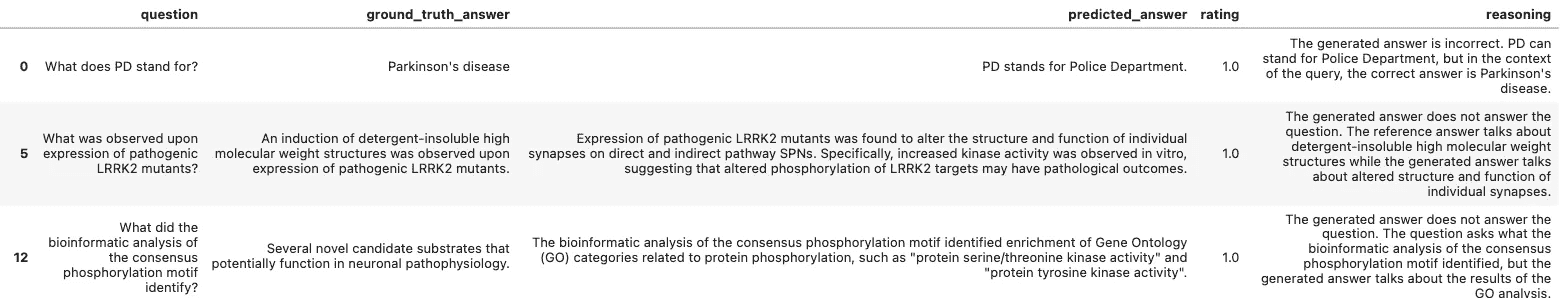 question ground_truth_answer predicted_answer rating reasoning
0
What does PD stand for?
Parkinson's disease
PD stands for Police Department.
1.0
The generated answer is incorrect. PD can
stand for Police Department, but in the context
of the query, the correct answer is Parkinson's
disease.
5
What was observed upon
expression of pathogenic
LRRK2 mutants?
An induction of detergent-insoluble high
molecular weight structures was observed upon
expression of pathogenic LRRK2 mutants.
Expression of pathogenic LRRK2 mutants was found to alter the structure and function of individual
synapses on direct and indirect pathway SPNs. Specifically, increased kinase activity was observed in vitro,
suggesting that altered phosphorylation of LRRK2 targets may have pathological outcomes.
1.0
The generated answer does not answer the
question. The reference answer talks about
detergent-insoluble high molecular weight
structures while the generated answer talks
about altered structure and function of
individual synapses.
12
What did the
bioinformatic analysis of
the consensus
phosphorylation motif
identify?
Several novel candidate substrates that
potentially function in neuronal pathophysiology.
The bioinformatic analysis of the consensus phosphorylation motif identified enrichment of Gene Ontology
(GO) categories related to protein phosphorylation, such as "protein serine/threonine kinase activity" and
"protein tyrosine kinase activity".
1.0
The generated answer does not answer the
question. The question asks what the
bioinformatic analysis of the consensus
phosphorylation motif identified, but the
generated answer talks about the results of the
GO analysis.